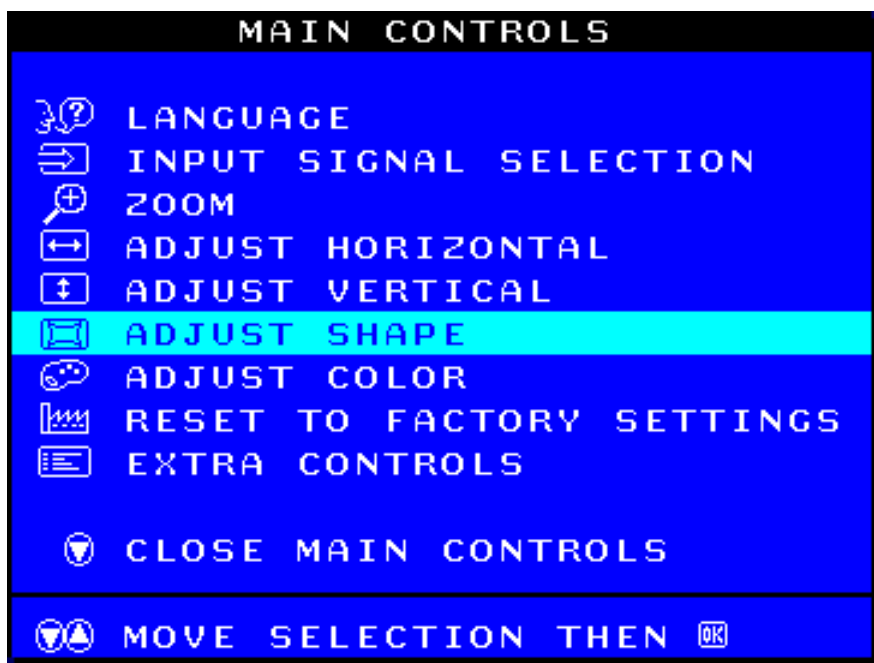 MAIN CONTROLS
LANGUAGE
INPUT SIGNAL SELECTION
ZOOM
ADJUST HORIZONTAL
ADJUST VERTICAL
ADJUST SHAPE
ADJUST COLOR
RESET TO FACTORY SETTINGS
EXTRA CONTROLS
CLOSE MAIN CONTROLS
MOVE SELECTION THEN OK